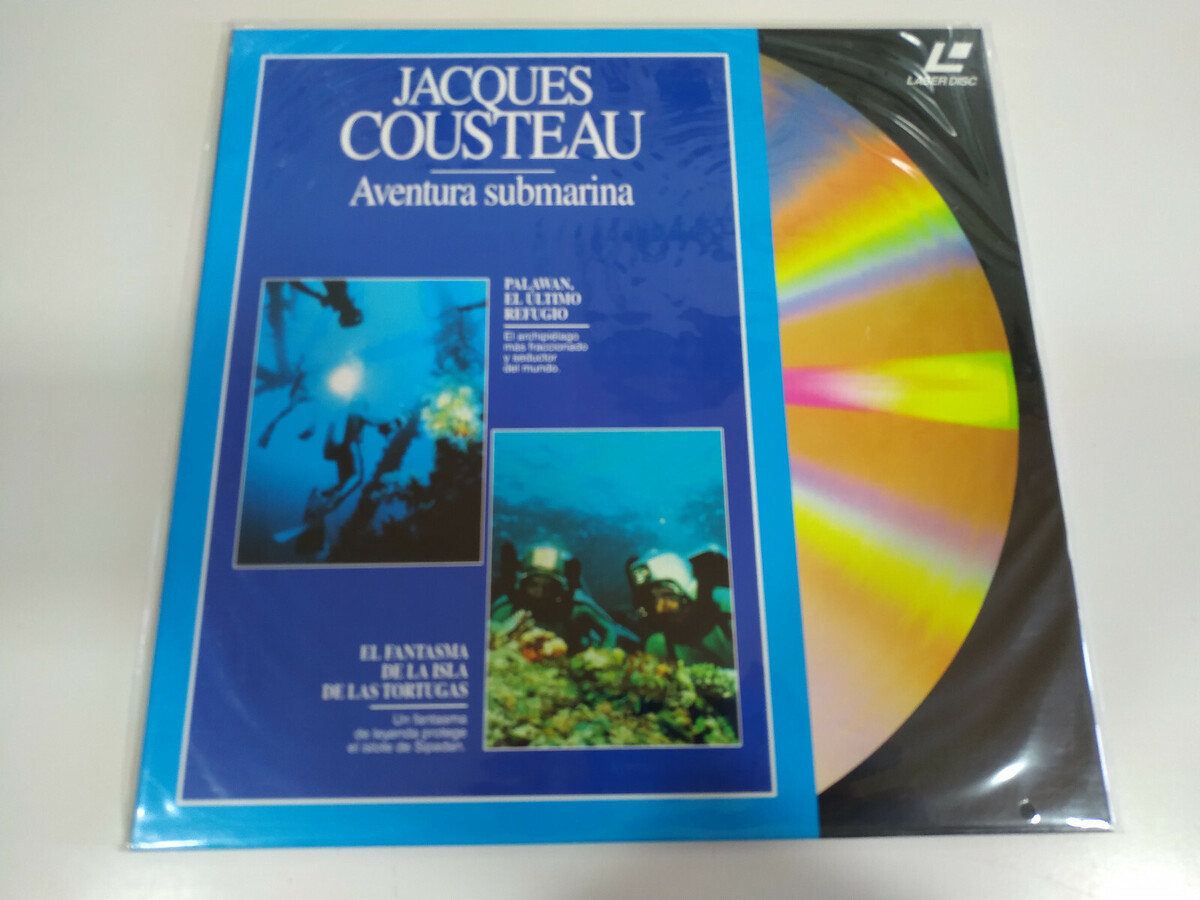 JACQUES
COUSTEAU
Aventura submarina
LASER DISC
PALAWAN,
EL ÚLTIMO
REFUGIO
El archipiélago
más fraccionado
y seductor
del mundo.
EL FANTASMA
DE LA ISLA
DE LAS TORTUGAS
Un fantasma
de leyenda protege
el islote de Sipadan.